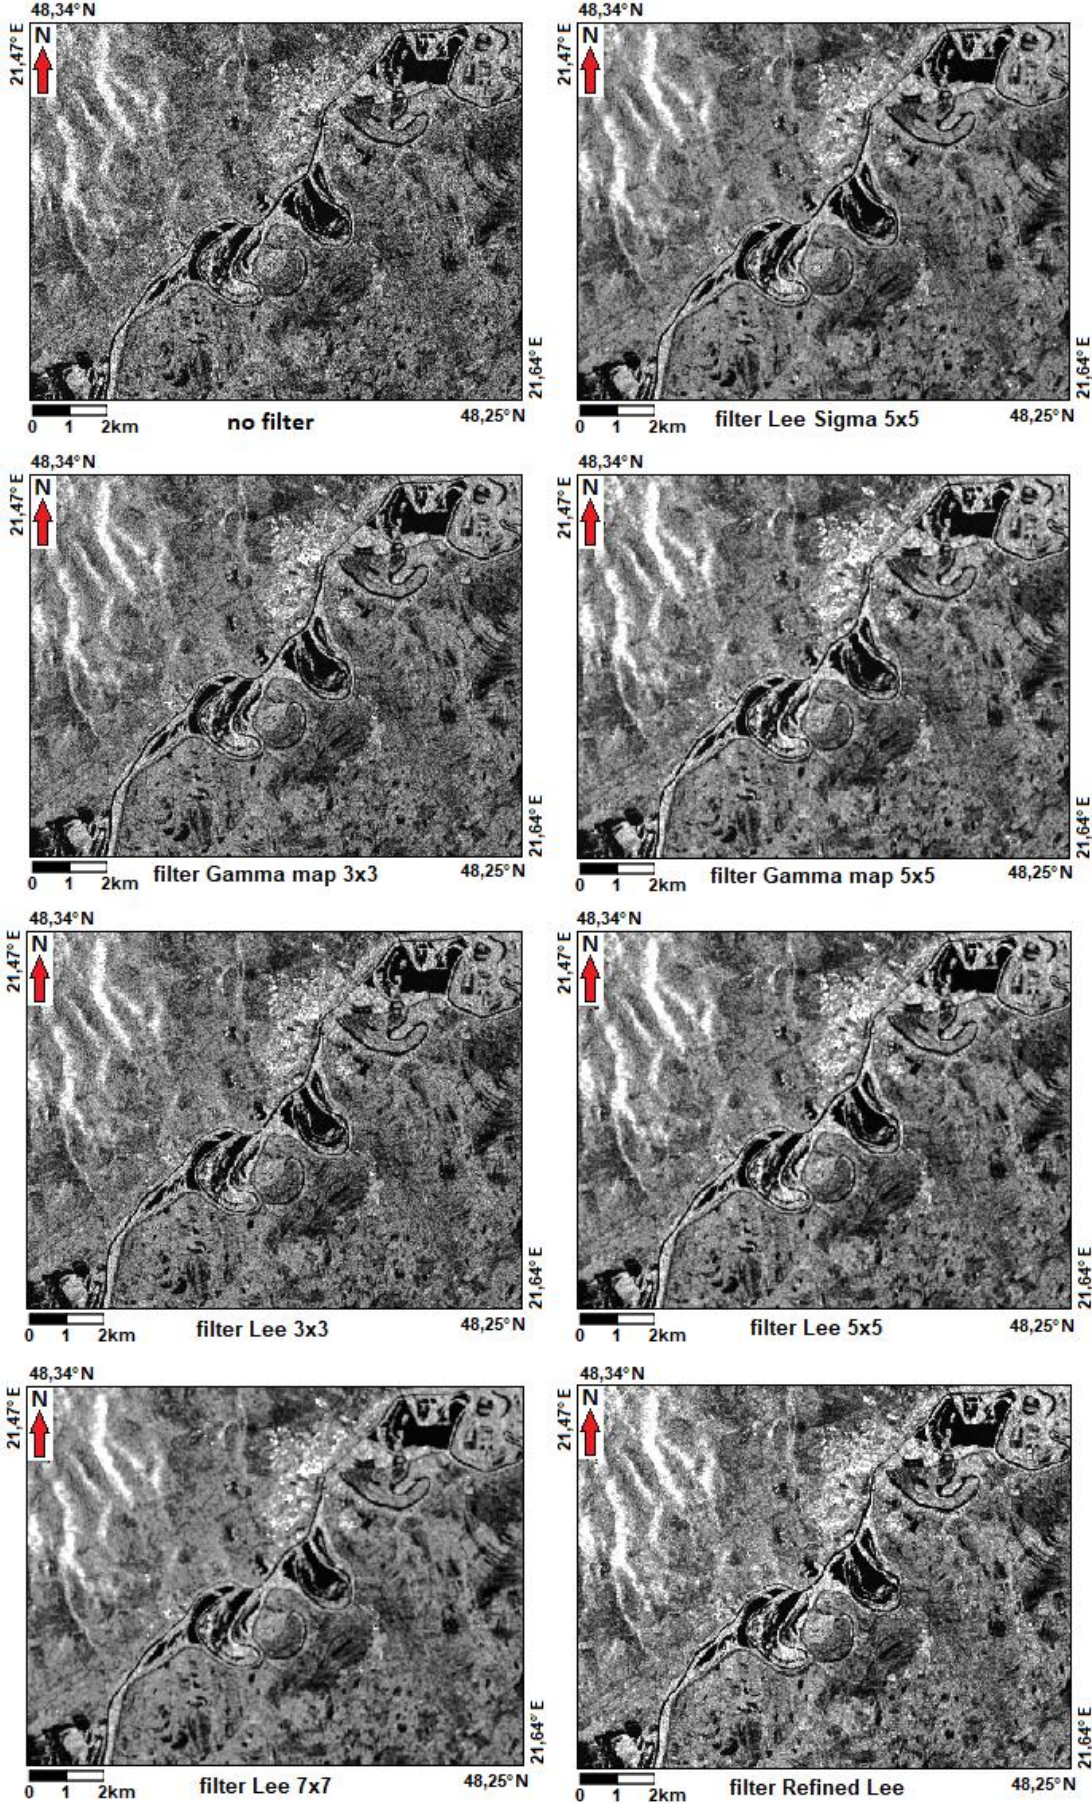 48,34° N
48,34° N
21,47° E
N
21,47° E
N
21,64° E
21,64° E
0 1 2km
no filter
48,25° N
0 1 2km
filter Lee Sigma 5x5
48,25° N
48,34° N
48,34° N
21,47° E
N
21,47° E
N
21,64° E
21,64° E
0 1 2km
filter Gamma map 3x3
48,25° N
0 1 2km
filter Gamma map 5x5
48,25° N
48,34° N
48,34° N
21,47° E
N
21,47° E
N
21,64° E
21,64° E
0 1 2km
filter Lee 3x3
48,25° N
0 1 2km
filter Lee 5x5
48,25° N
48,34° N
48,34° N
21,47° E
N
21,47° E
N
21,64° E
21,64° E
0 1 2km
filter Lee 7x7
48,25° N
0 1 2km
filter Refined Lee
48,25° N